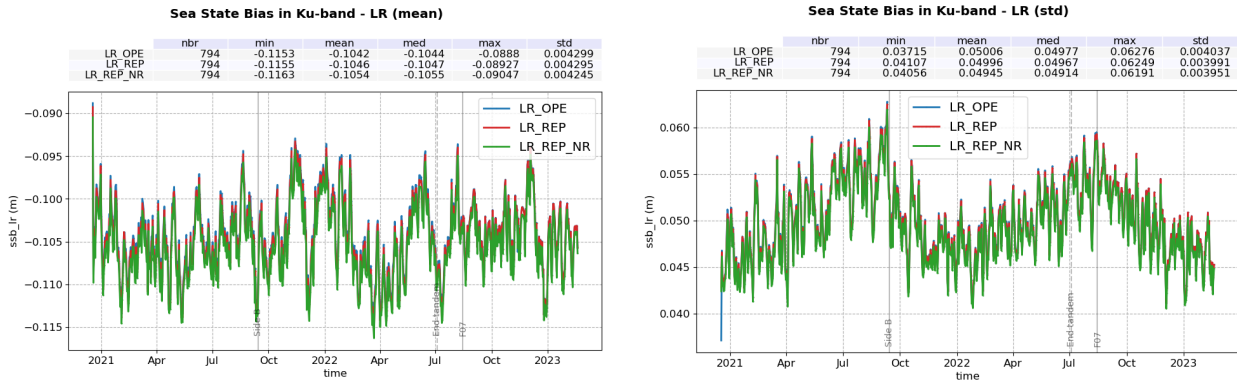 Sea State Bias in Ku-band - LR (mean)
nbr min mean med max std
LR_OPE 794 -0.1153 -0.1042 -0.1044 -0.0888 0.004299
LR_REP 794 -0.1155 -0.1046 -0.1047 -0.08927 0.004295
LR_REP_NR 794 -0.1163 -0.1054 -0.1055 -0.09047 0.004245
LR_OPE
LR_REP
LR_REP_NR
−0.090
−0.095
−0.100
−0.105
−0.110
−0.115
ssb_lr (m)
Side B
End tandem
F07
2021 Apr Jul Oct 2022 Apr Jul Oct 2023
time
Sea State Bias in Ku-band - LR (std)
nbr min mean med max std
LR_OPE 794 0.03715 0.05006 0.04977 0.06276 0.004037
LR_REP 794 0.04107 0.04996 0.04967 0.06249 0.003991
LR_REP_NR 794 0.04056 0.04945 0.04914 0.06191 0.003951
LR_OPE
LR_REP
LR_REP_NR
0.060
0.055
0.050
0.045
0.040
ssb_lr (m)
Side B
End tandem
F07
2021 Apr Jul Oct 2022 Apr Jul Oct 2023
time